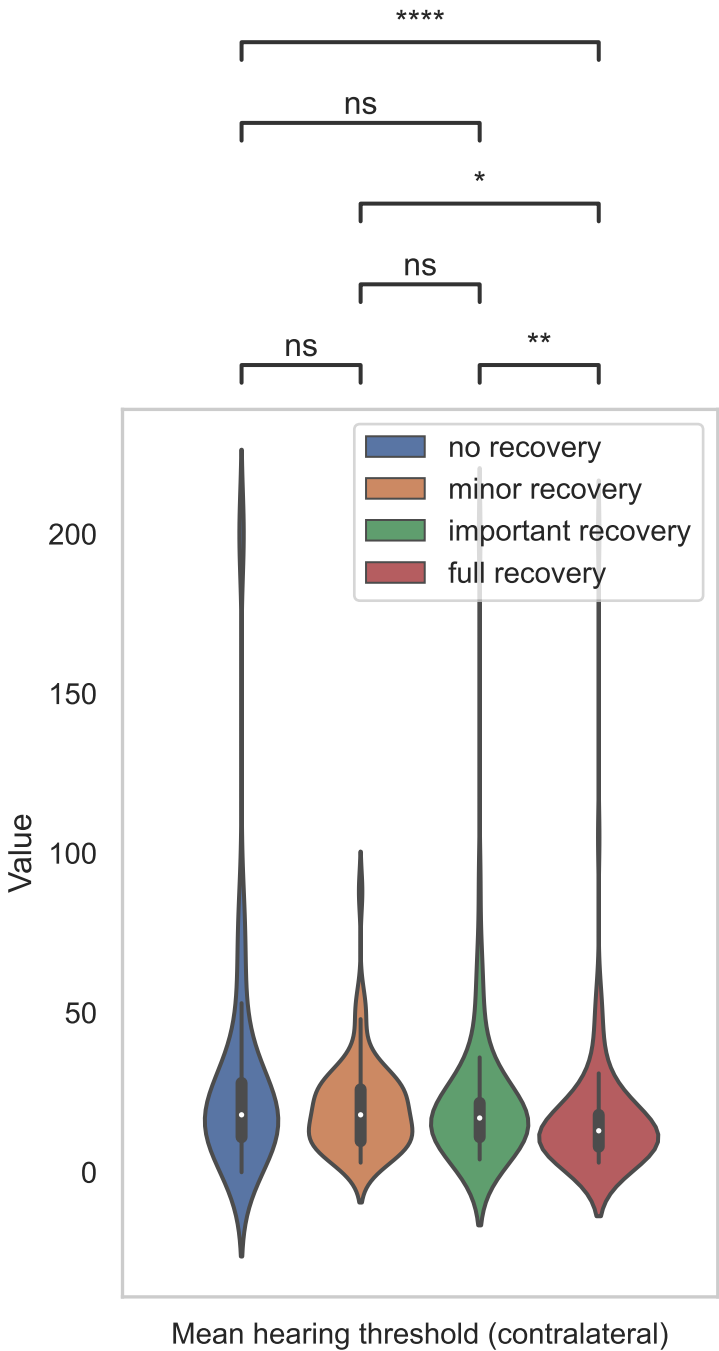 ****
ns
*
ns
ns
**
no recovery
minor recovery
important recovery
full recovery
200
150
100
50
0
Value
Mean hearing threshold (contralateral)